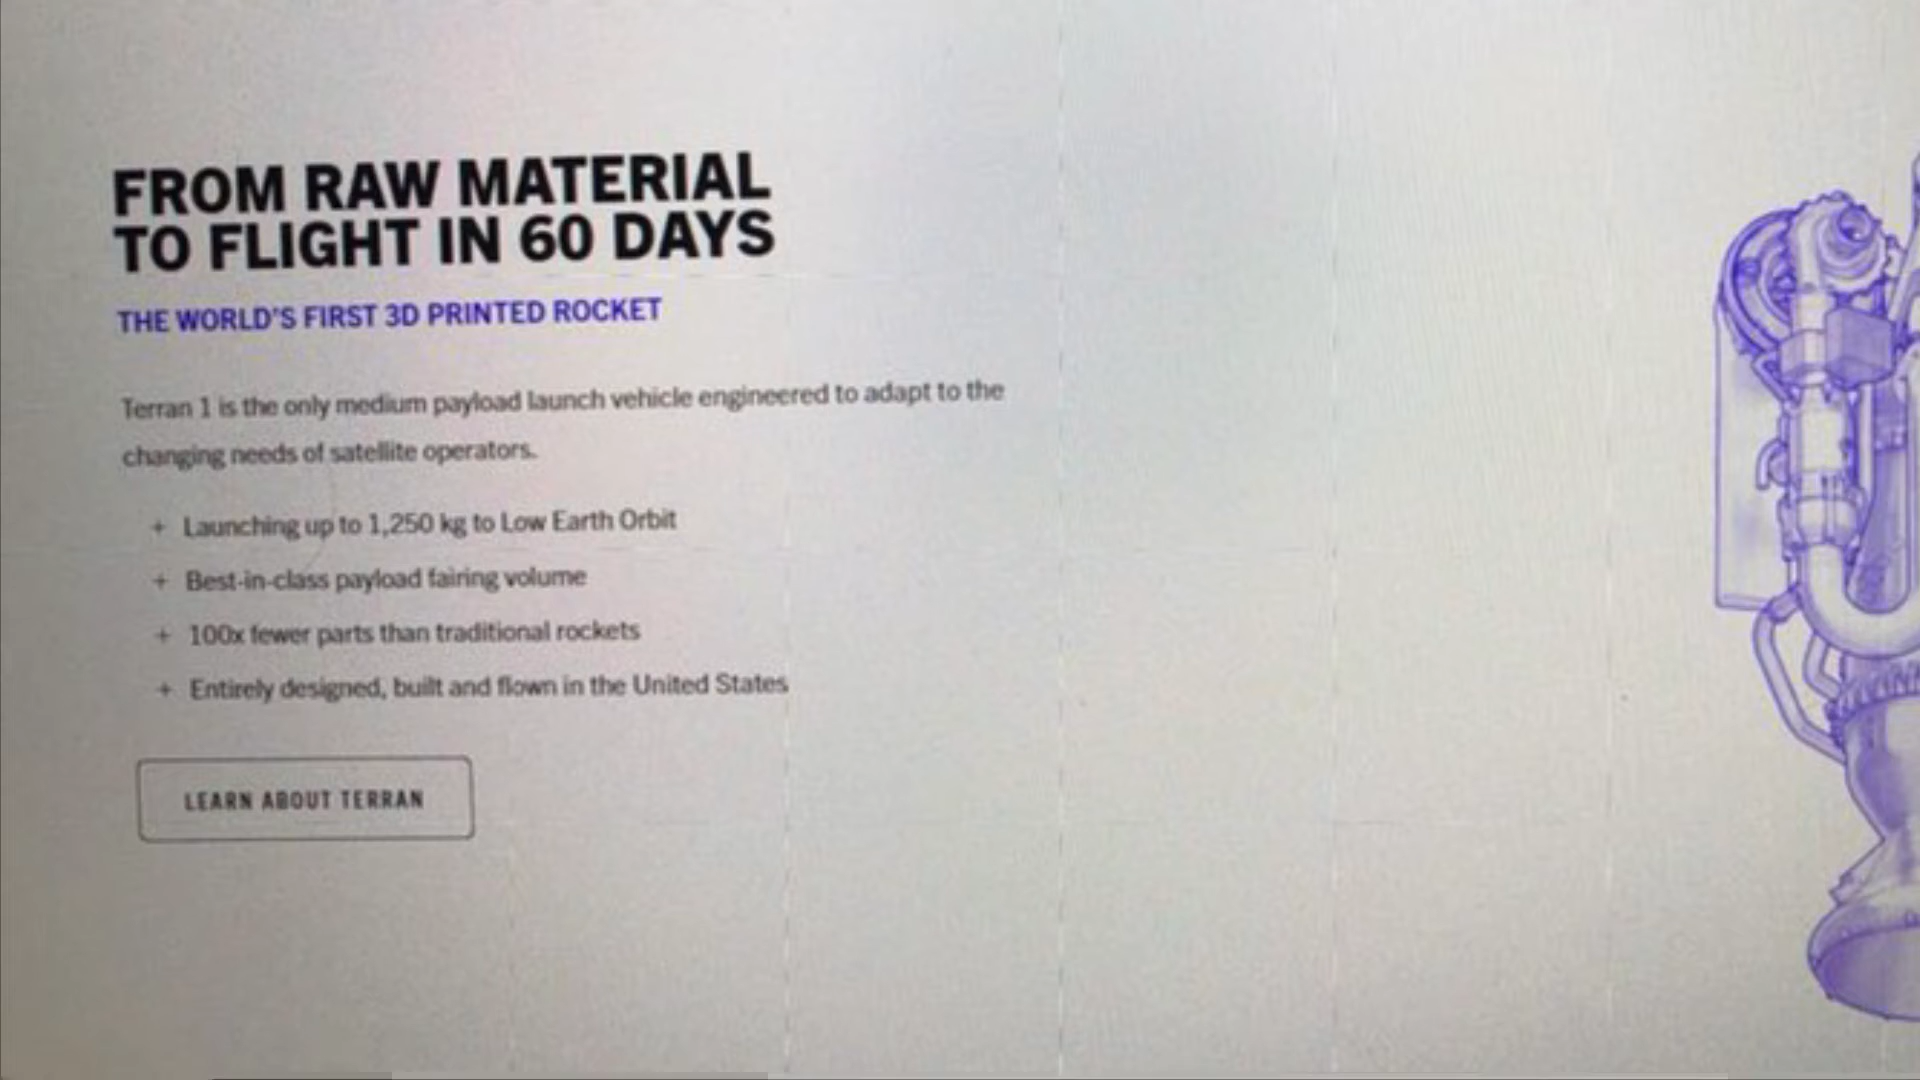 FROM RAW MATERIAL
TO FLIGHT IN 60 DAYS
THE WORLD'S FIRST 3D PRINTED ROCKET
Terran 1 is the only medium payload launch vehicle engineered to adapt to the
changing needs of satellite operators.
+ Launching up to 1,250 kg to Low Earth Orbit
+ Best-in-class payload fairing volume
+ 100x fewer parts than traditional rockets
+ Entirely designed, built and flown in the United States
LEARN ABOUT TERRAN